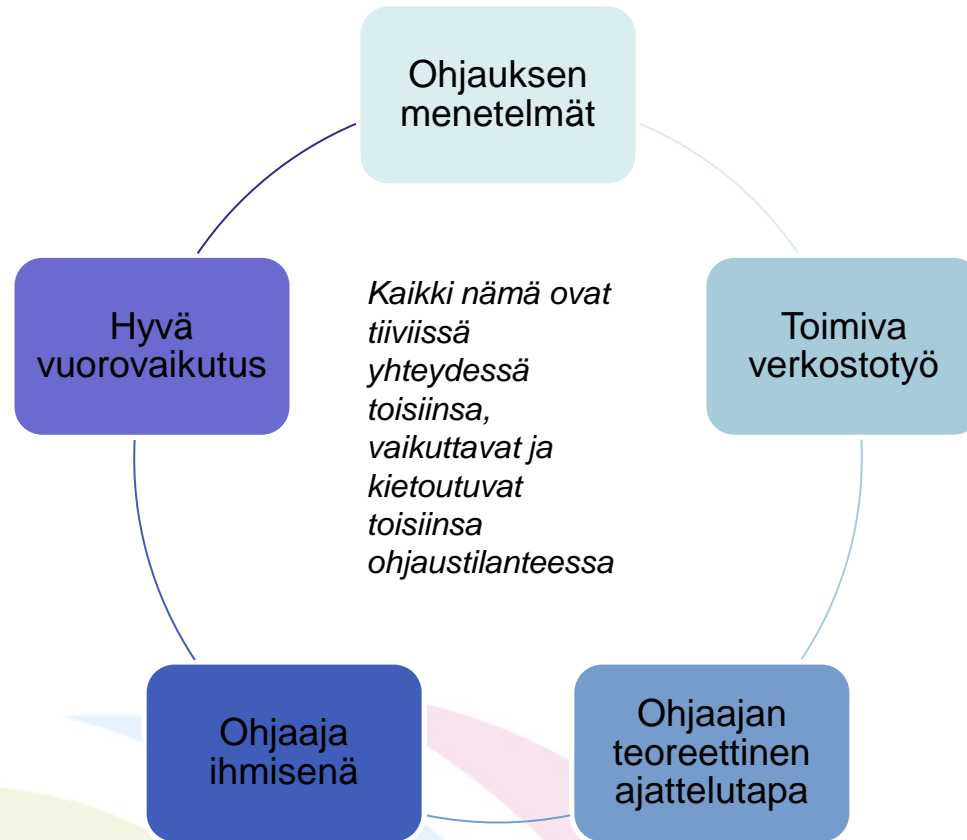 Ohjauksen
menetelmät
Hyvä
vuorovaikutus
Kaikki nämä ovat
tiiviissä
yhteydessä
toisiinsa,
vaikuttavat ja
kietoutuvat
toisiinsa
ohjaustilanteessa
Toimiva
verkostotyö
Ohjaaja
ihmisenä
Ohjaajan
teoreettinen
ajattelutapa